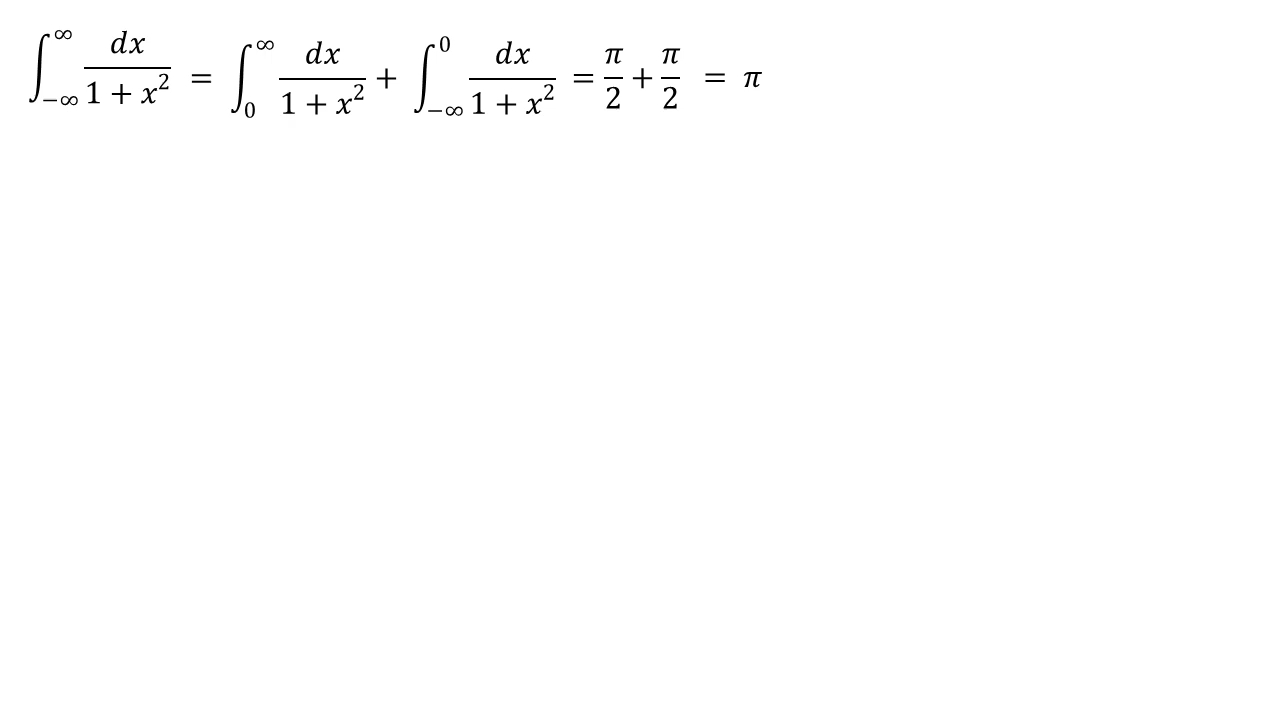 ∫_{-∞}^{∞} dx/(1 + x²) = ∫_{0}^{∞} dx/(1 + x²) + ∫_{-∞}^{0} dx/(1 + x²) = π/2 + π/2 = π